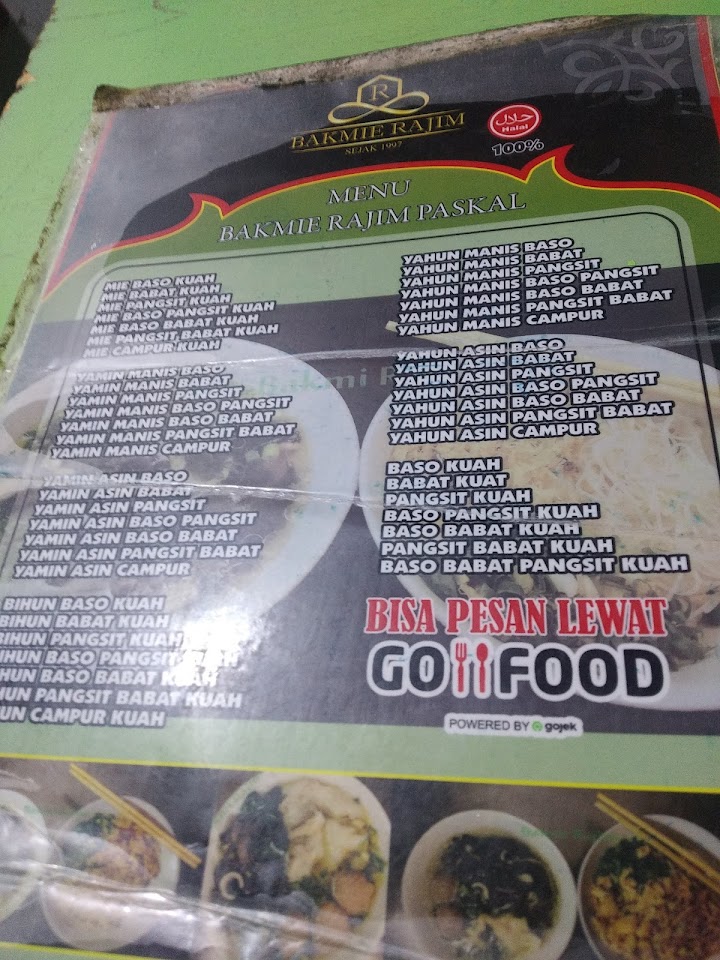 R
BAKMIE RAJIM
SEJAK 1997
حلال
Halal
100%
MENU
BAKMIE RAJIM PASKAL
MIE BASO KUAH
MIE BABAT KUAH
MIE PANGSIT KUAH
MIE BASO PANGSIT KUAH
MIE BASO BABAT KUAH
MIE PANGSIT BABAT KUAH
MIE CAMPUR KUAH
YAMIN MANIS BASO
YAMIN MANIS BABAT
YAMIN MANIS PANGSIT
YAMIN MANIS BASO PANGSIT
YAMIN MANIS BASO BABAT
YAMIN MANIS PANGSIT BABAT
YAMIN MANIS CAMPUR
YAMIN ASIN BASO
YAMIN ASIN BABAT
YAMIN ASIN PANGSIT
YAMIN ASIN BASO PANGSIT
YAMIN ASIN BASO BABAT
YAMIN ASIN PANGSIT BABAT
YAMIN ASIN CAMPUR
BIHUN BASO KUAH
BIHUN BABAT KUAH
BIHUN PANGSIT KUAH
IHUN BASO PANGSIT KUAH
HUN BASO BABAT KUAH
HUN PANGSIT BABAT KUAH
UN CAMPUR KUAH
YAHUN MANIS BASO
YAHUN MANIS BABAT
YAHUN MANIS PANGSIT
YAHUN MANIS BASO PANGSIT
YAHUN MANIS BASO BABAT
YAHUN MANIS PANGSIT BABAT
YAHUN MANIS CAMPUR
YAHUN ASIN BASO
YAHUN ASIN BABAT
YAHUN ASIN PANGSIT
YAHUN ASIN BASO PANGSIT
YAHUN ASIN BASO BABAT
YAHUN ASIN PANGSIT BABAT
YAHUN ASIN CAMPUR
BASO KUAH
BABAT KUAT
PANGSIT KUAH
BASO PANGSIT KUAH
BASO BABAT KUAH
PANGSIT BABAT KUAH
BASO BABAT PANGSIT KUAH
BISA PESAN LEWAT
GO FOOD
POWERED BY gojek